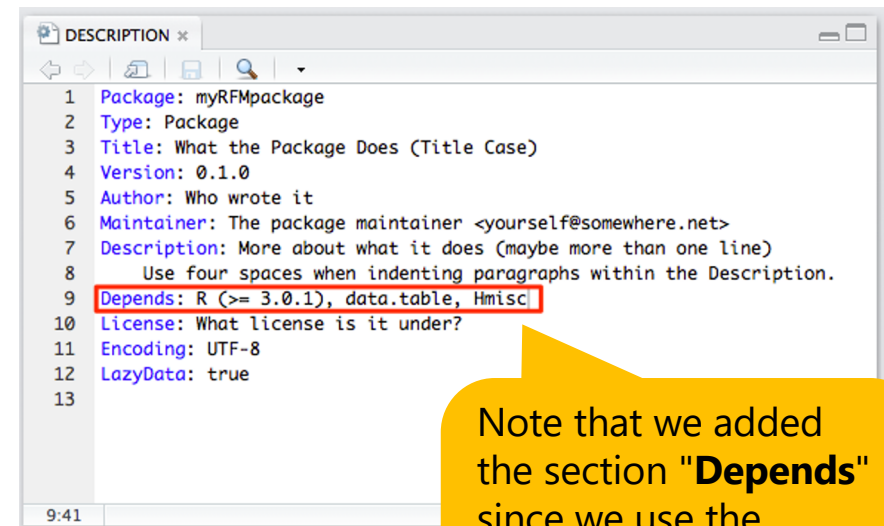 DESCRIPTION ×
1 Package: myRFMpackage
2 Type: Package
3 Title: What the Package Does (Title Case)
4 Version: 0.1.0
5 Author: Who wrote it
6 Maintainer: The package maintainer <yourself@somewhere.net>
7 Description: More about what it does (maybe more than one line)
8 Use four spaces when indenting paragraphs within the Description.
9 Depends: R (>= 3.0.1), data.table, Hmisc
10 License: What license is it under?
11 Encoding: UTF-8
12 LazyData: true
13
Note that we added
the section "Depends"
since we use the
9:41